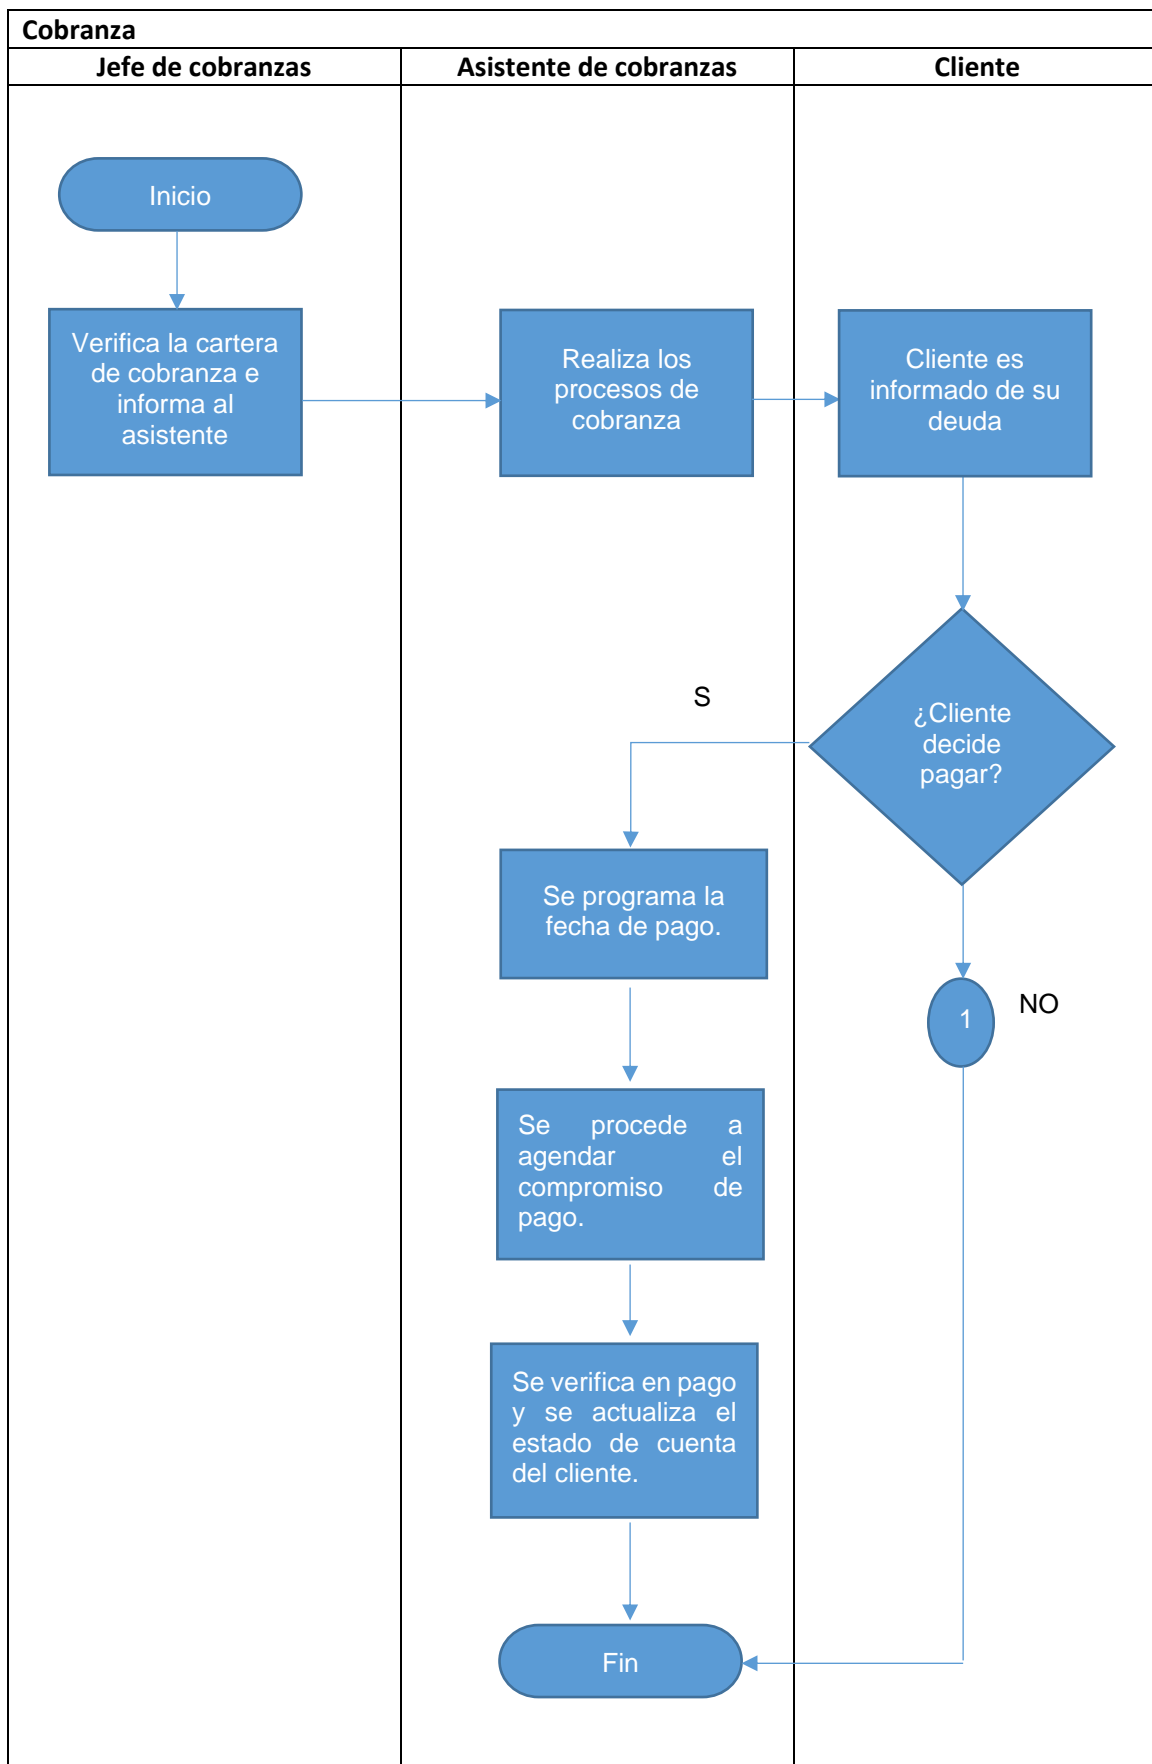 Cobranza
Jefe de cobranzas
Asistente de cobranzas
Cliente
Inicio
Verifica la cartera
de cobranza e
informa al
asistente
Realiza los
procesos de
cobranza
Cliente es
informado de su
deuda
S
¿Cliente
decide
pagar?
Se programa la
fecha de pago.
1
NO
Se procede a
agendar el
compromiso de
pago.
Se verifica en pago
y se actualiza el
estado de cuenta
del cliente.
Fin